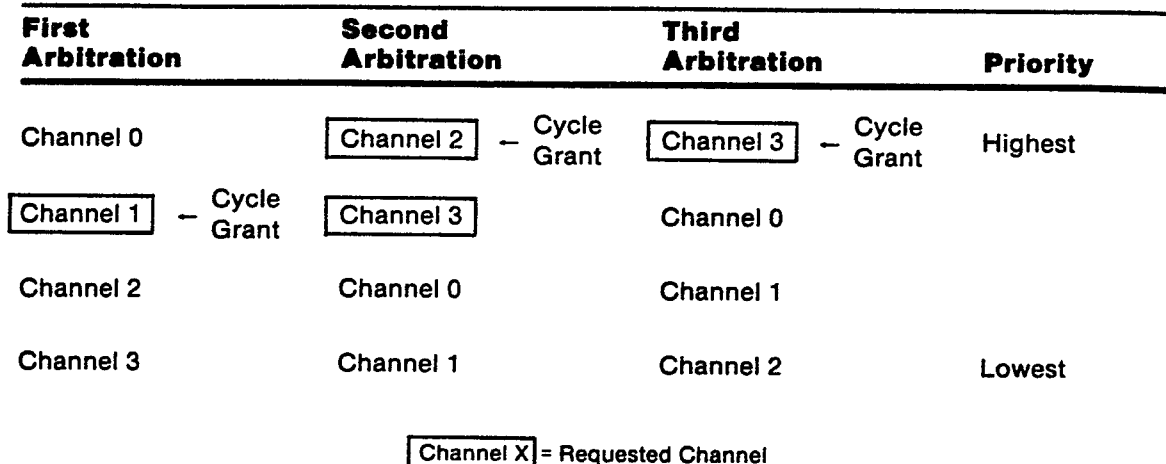 First Arbitration Second Arbitration Third Arbitration Priority
Channel 0 Channel 2 ← Cycle Grant Channel 3 ← Cycle Grant Highest
Channel 1 ← Cycle Grant Channel 3 Channel 0
Channel 2 Channel 0 Channel 1
Channel 3 Channel 1 Channel 2 Lowest
Channel X = Requested Channel